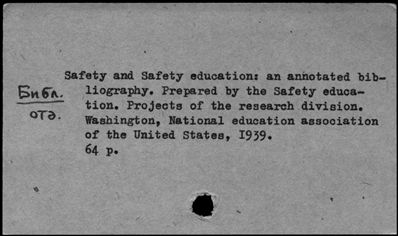 Safety and Safety education: an annotated bib-
liography. Prepared by the Safety educa-
tion. Projects of the research division.
Washington, National education association
of the United States, 1939.
64 p.
Библ.
отд.